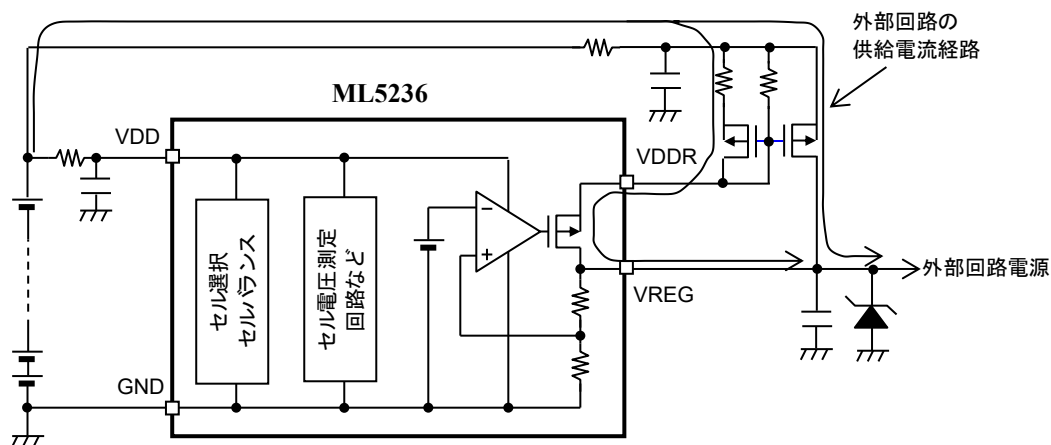 外部回路の
供給電流経路
ML5236
VDD
VDDR
セル選択
セルバランス
セル電圧測定
回路など
−
+
外部回路電源
VREG
GND